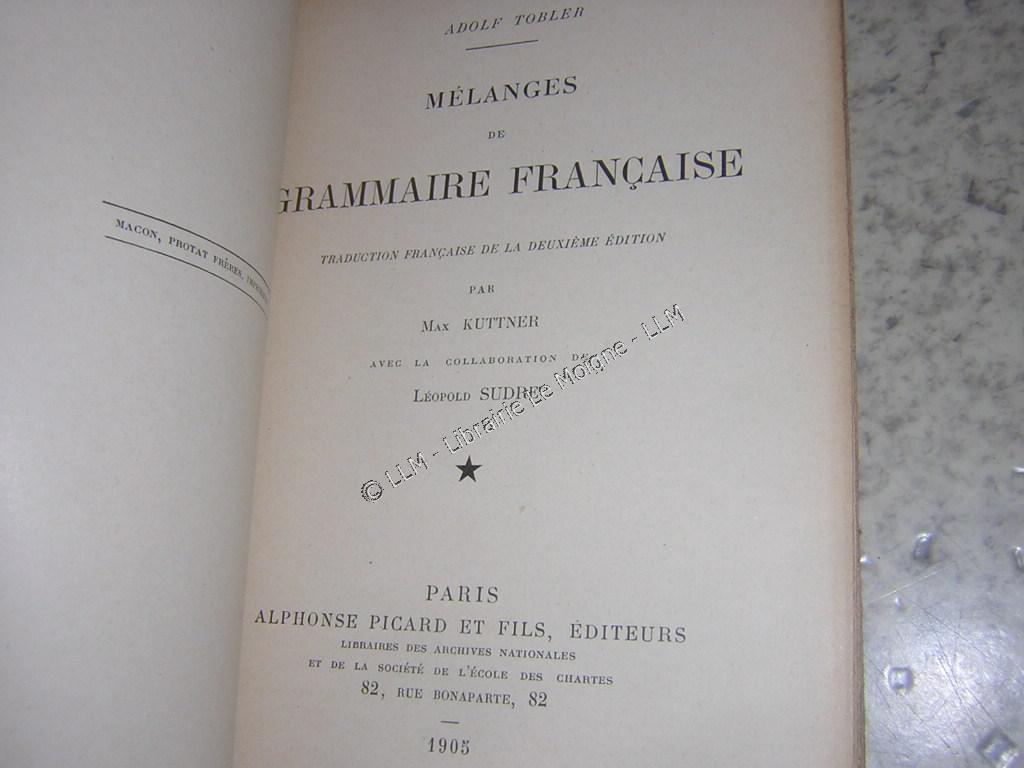 MACON, PROTAT FRÈRES,
ADOLF TOBLER
MÉLANGES
DE
GRAMMAIRE FRANÇAISE
TRADUCTION FRANÇAISE DE LA DEUXIÈME ÉDITION
PAR
MAX KUTTNER
AVEC LA COLLABORATION DE
LÉOPOLD SUDRE
© LLM - Librairie Le Moigne - LLM
PARIS
ALPHONSE PICARD ET FILS, ÉDITEURS
LIBRAIRES DES ARCHIVES NATIONALES
ET DE LA SOCIÉTÉ DE L'ÉCOLE DES CHARTES
82, RUE BONAPARTE, 82
1905